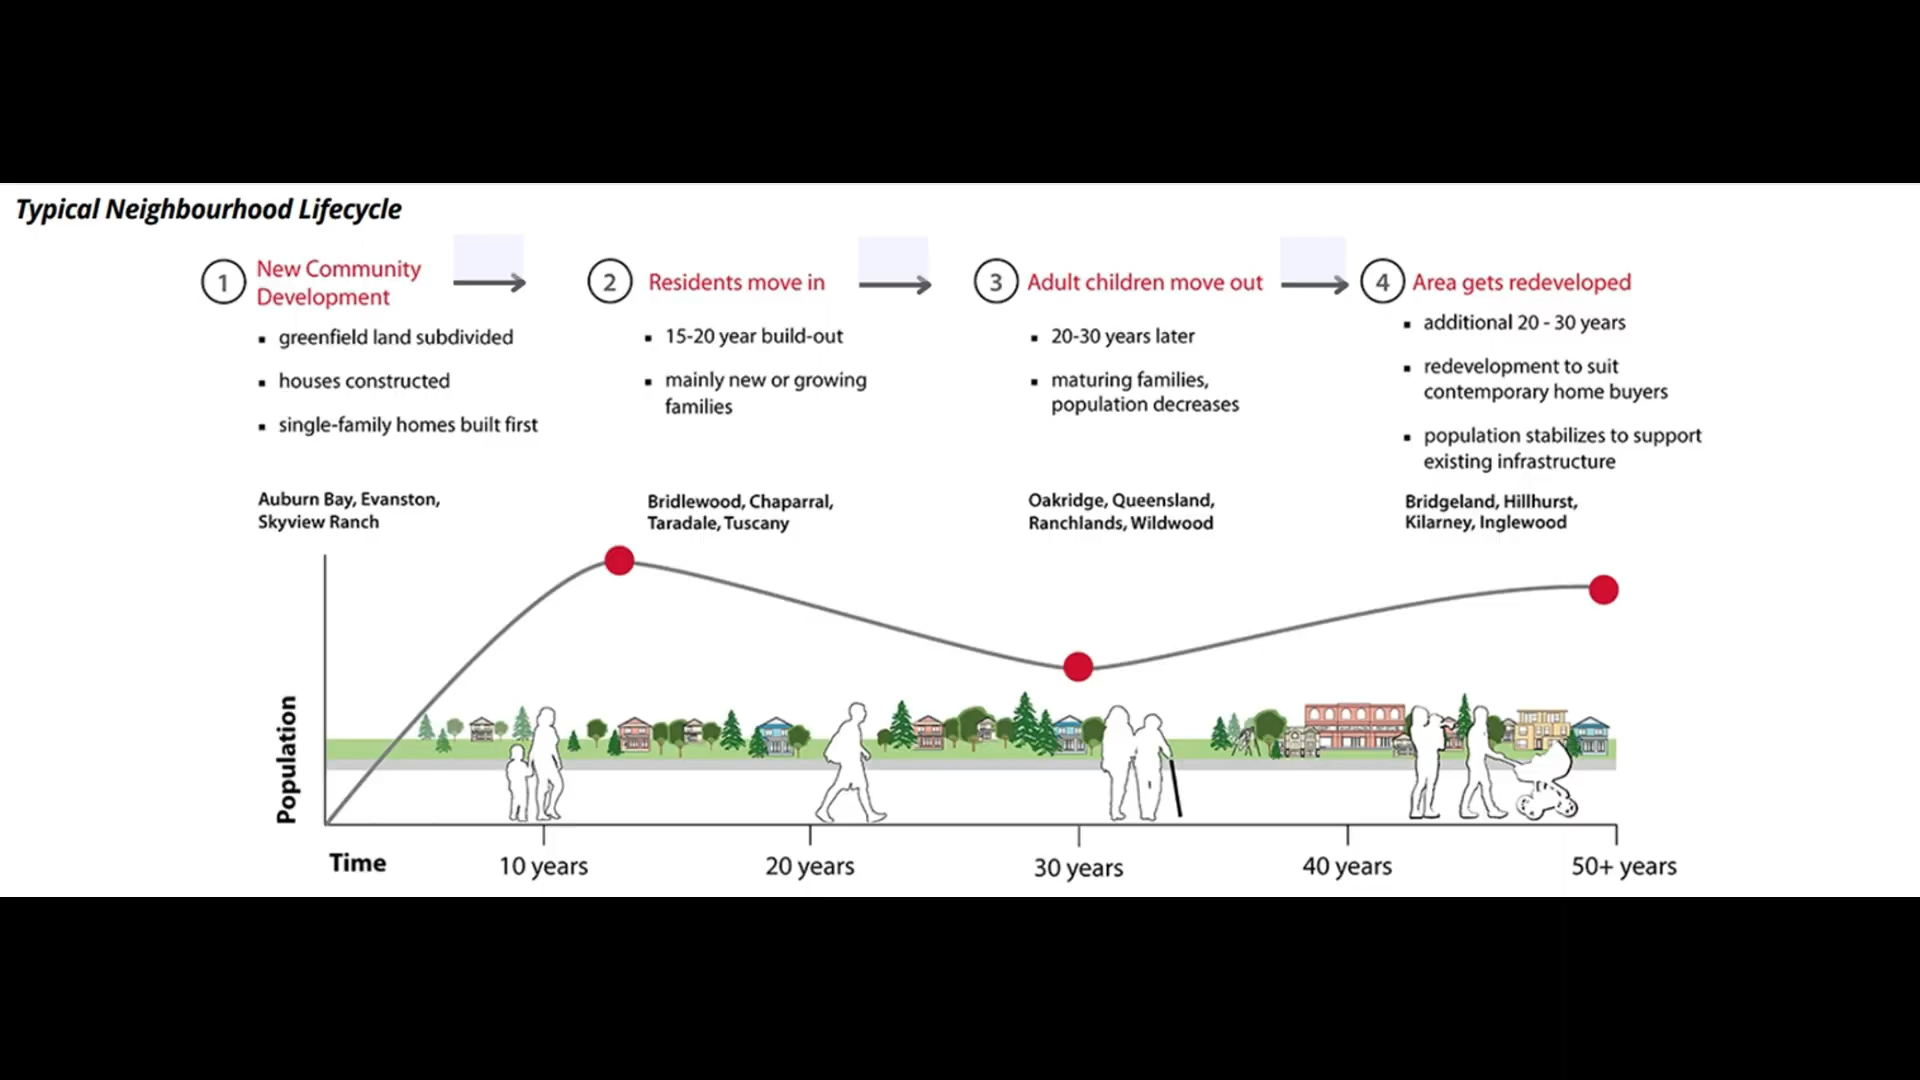 Typical Neighbourhood Lifecycle
1
New Community
Development
▪ greenfield land subdivided
▪ houses constructed
▪ single-family homes built first
Auburn Bay, Evanston,
Skyview Ranch
2
Residents move in
▪ 15-20 year build-out
▪ mainly new or growing
families
Bridlewood, Chaparral,
Taradale, Tuscany
3
Adult children move out
▪ 20-30 years later
▪ maturing families,
population decreases
Oakridge, Queensland,
Ranchlands, Wildwood
4
Area gets redeveloped
▪ additional 20 - 30 years
▪ redevelopment to suit
contemporary home buyers
▪ population stabilizes to support
existing infrastructure
Bridgeland, Hillhurst,
Kilarney, Inglewood
Population
Time
10 years
20 years
30 years
40 years
50+ years